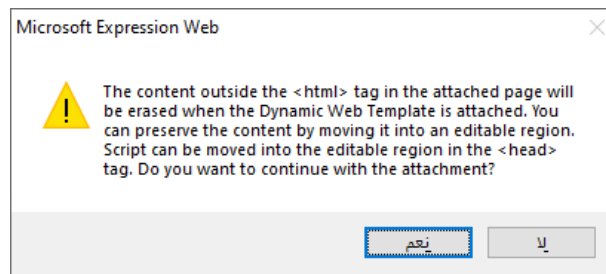 Microsoft Expression Web
The content outside the <html> tag in the attached page will
be erased when the Dynamic Web Template is attached. You
can preserve the content by moving it into an editable region.
Script can be moved into the editable region in the <head>
tag. Do you want to continue with the attachment?
نعم
لا